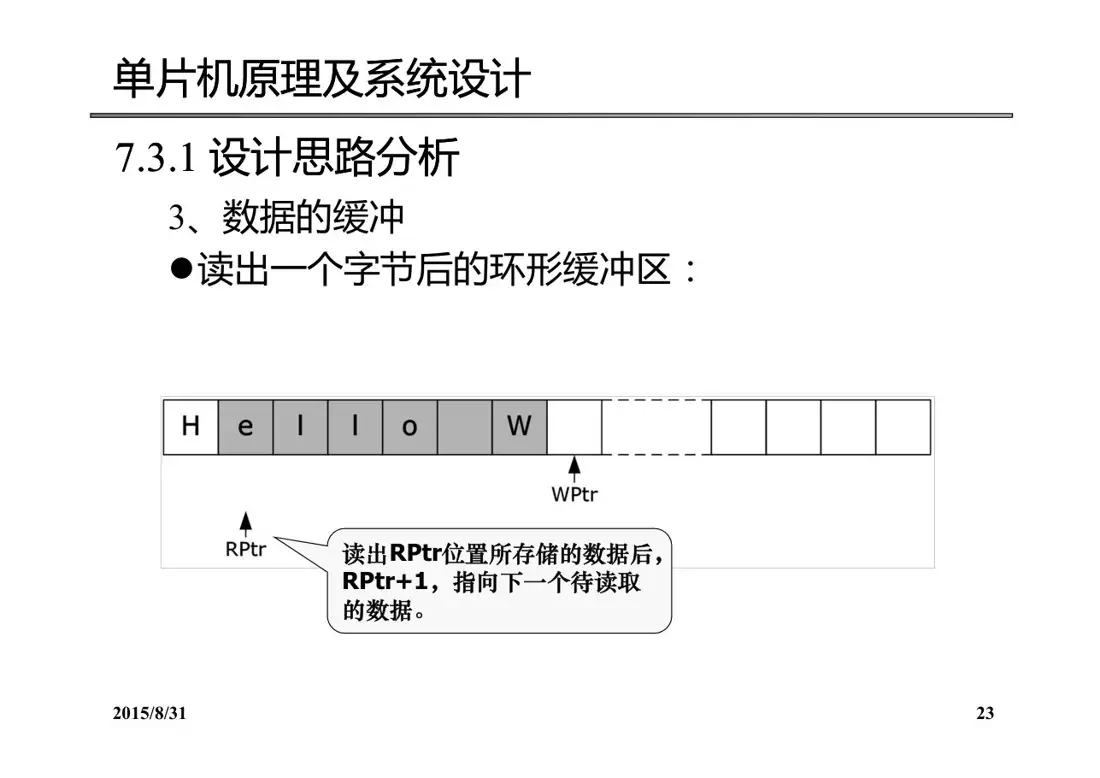 单片机原理及系统设计
7.3.1 设计思路分析
3、数据的缓冲
●读出一个字节后的环形缓冲区：
H e l l o W
WPtr
RPtr
读出RPtr位置所存储的数据后，
RPtr+1，指向下一个待读取
的数据。
2015/8/31
23